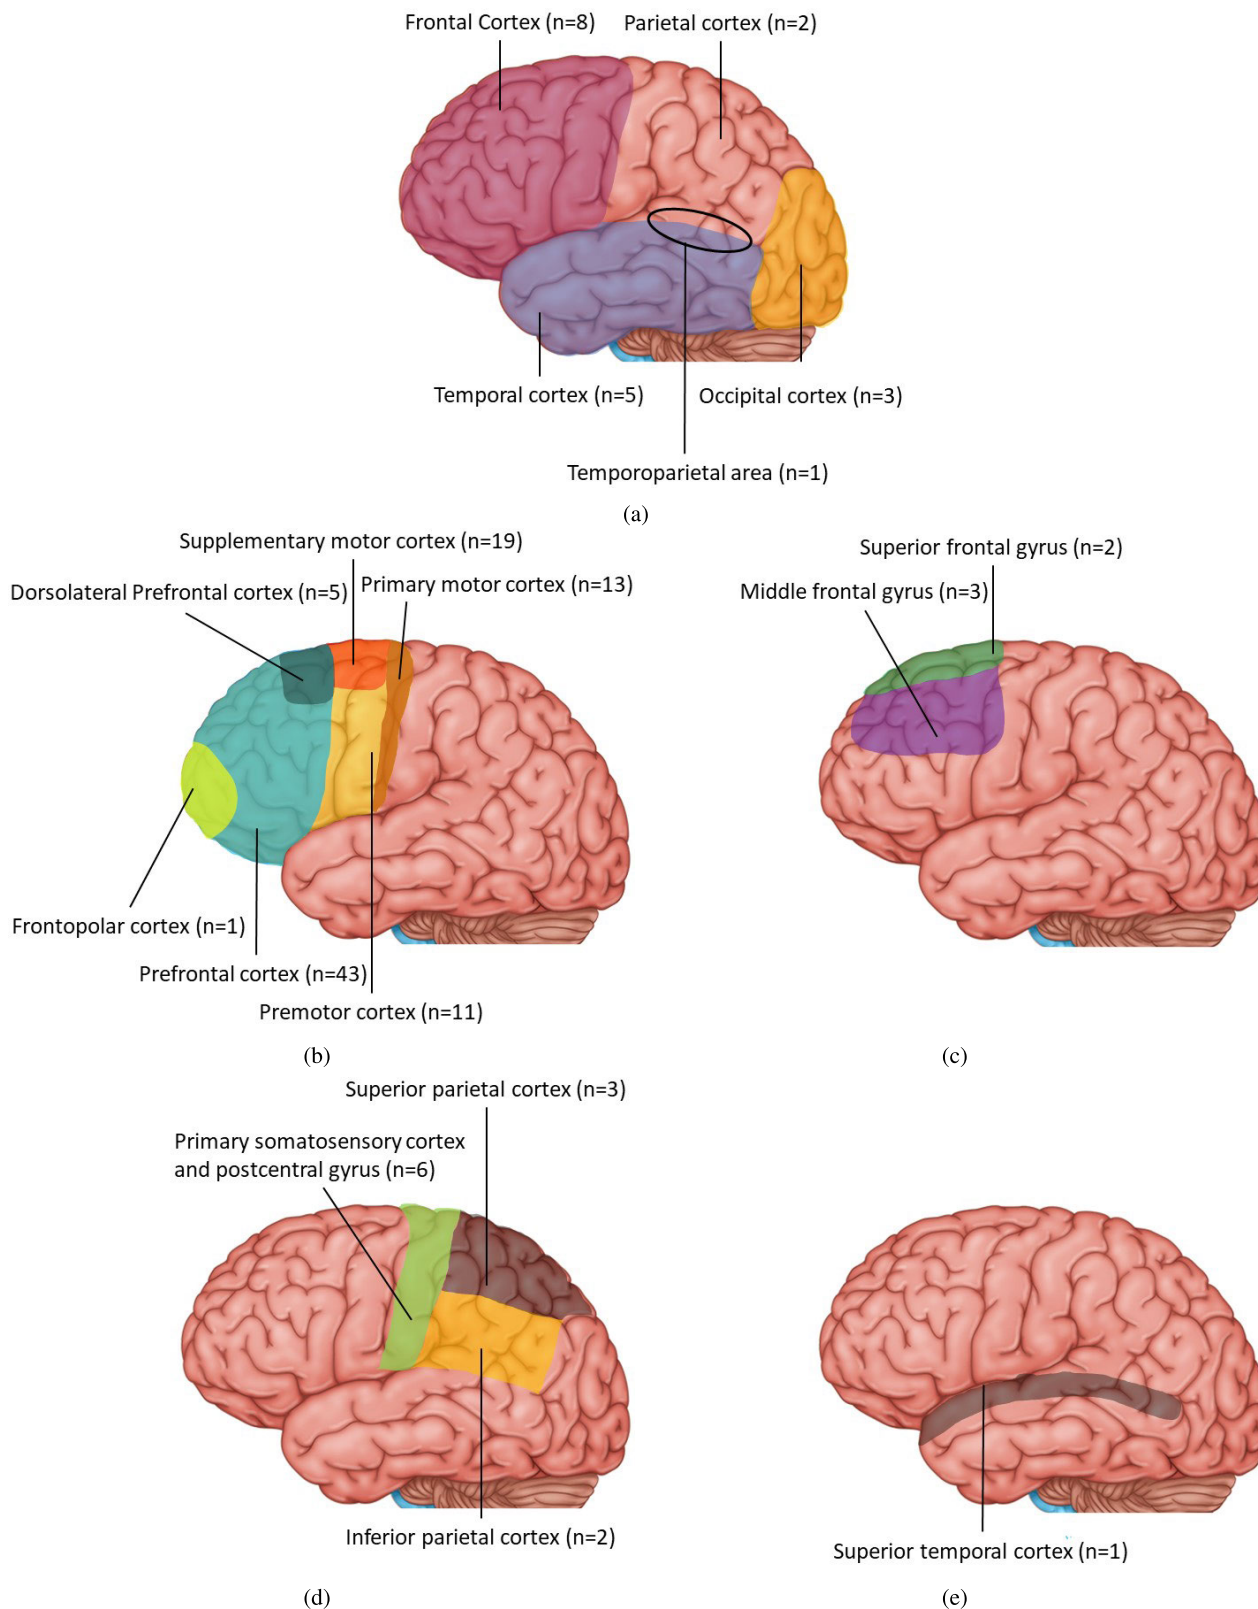 Frontal Cortex (n=8)
Parietal cortex (n=2)
Temporal cortex (n=5)
Occipital cortex (n=3)
Temporoparietal area (n=1)
(a)
Supplementary motor cortex (n=19)
Dorsolateral Prefrontal cortex (n=5)
Primary motor cortex (n=13)
Frontopolar cortex (n=1)
Prefrontal cortex (n=43)
Premotor cortex (n=11)
(b)
Superior frontal gyrus (n=2)
Middle frontal gyrus (n=3)
(c)
Superior parietal cortex (n=3)
Primary somatosensory cortex
and postcentral gyrus (n=6)
Inferior parietal cortex (n=2)
(d)
Superior temporal cortex (n=1)
(e)